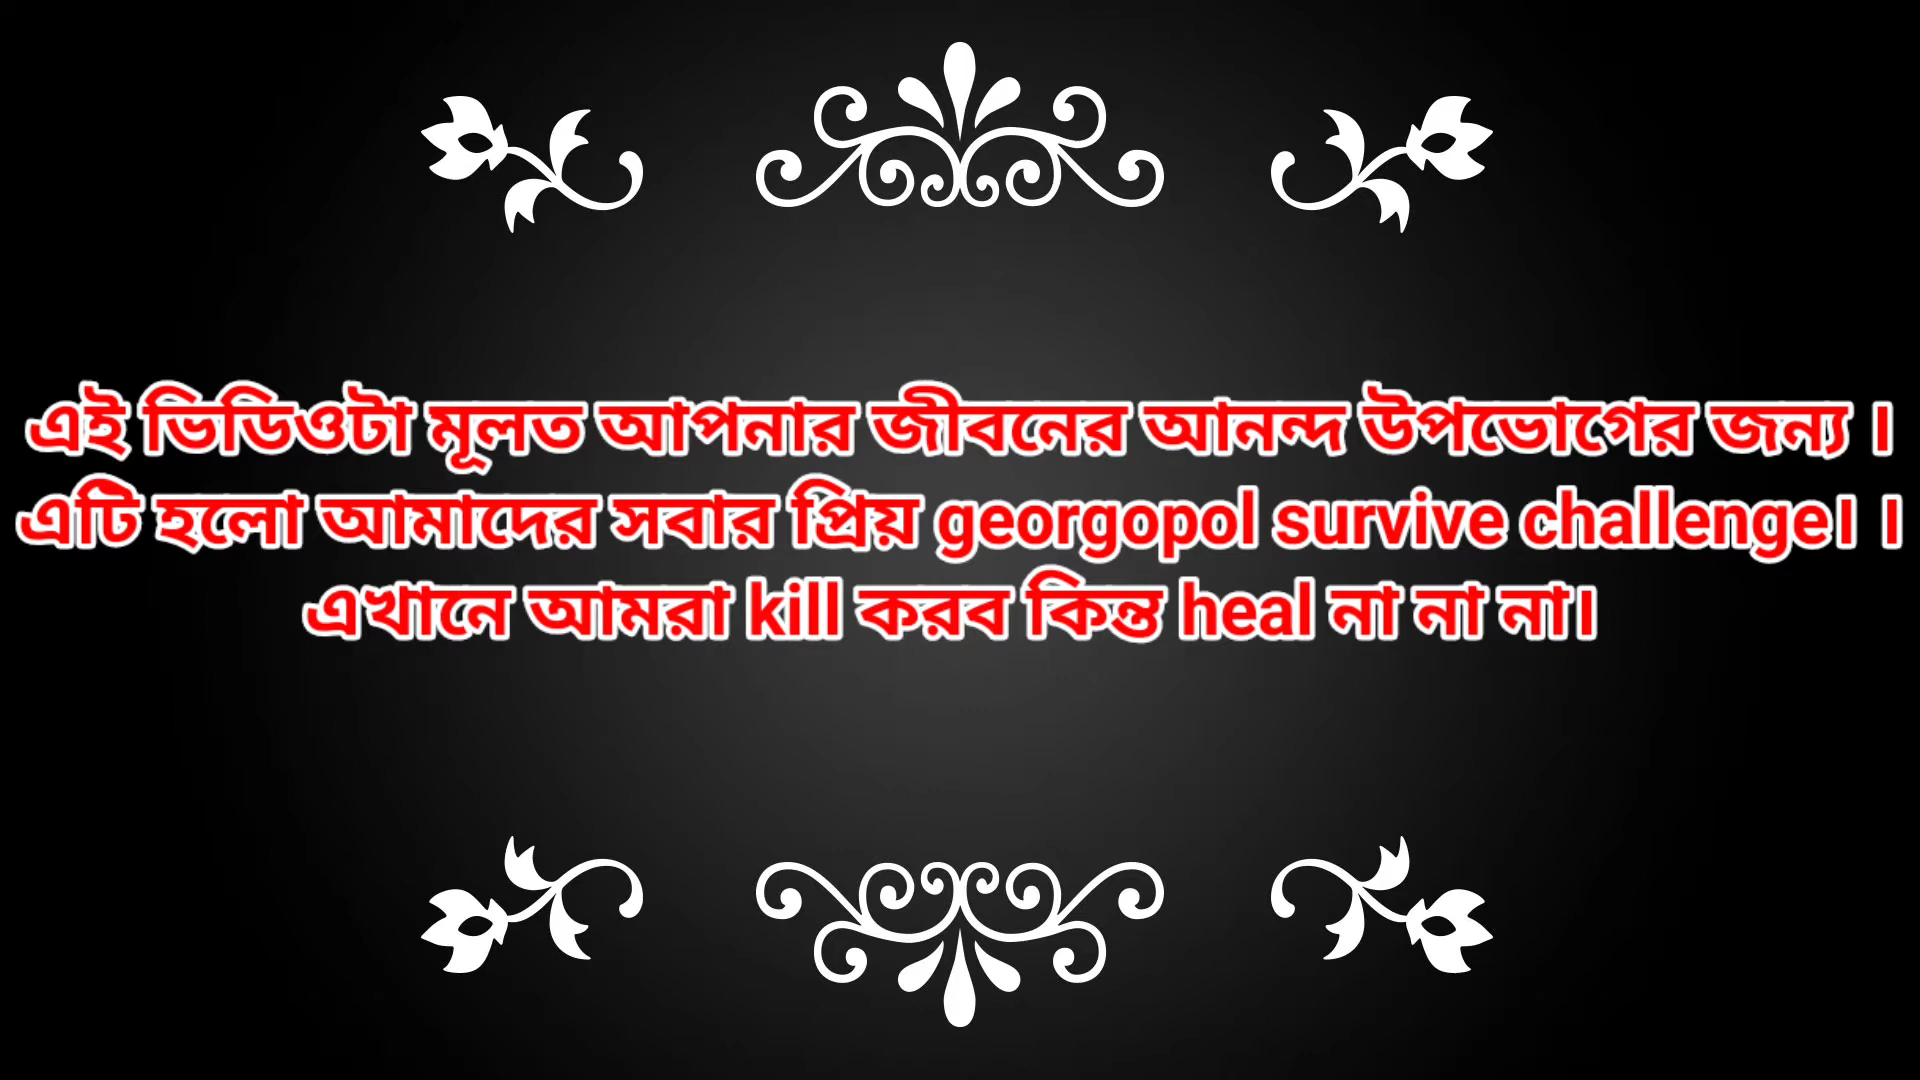 এই ভিডিওটা মূলত আপনার জীবনের আনন্দ উপভোগের জন্য ।
এটি হলো আমাদের সবার প্রিয় georgopol survive challenge। ।
এখানে আমরা kill করব কিন্ত heal না না না।